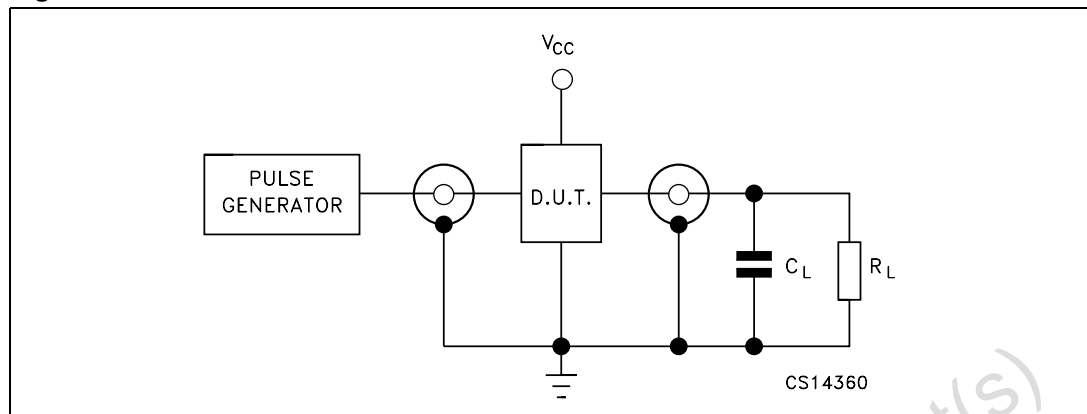 VCC
PULSE
GENERATOR
D.U.T.
CL
RL
CS14360